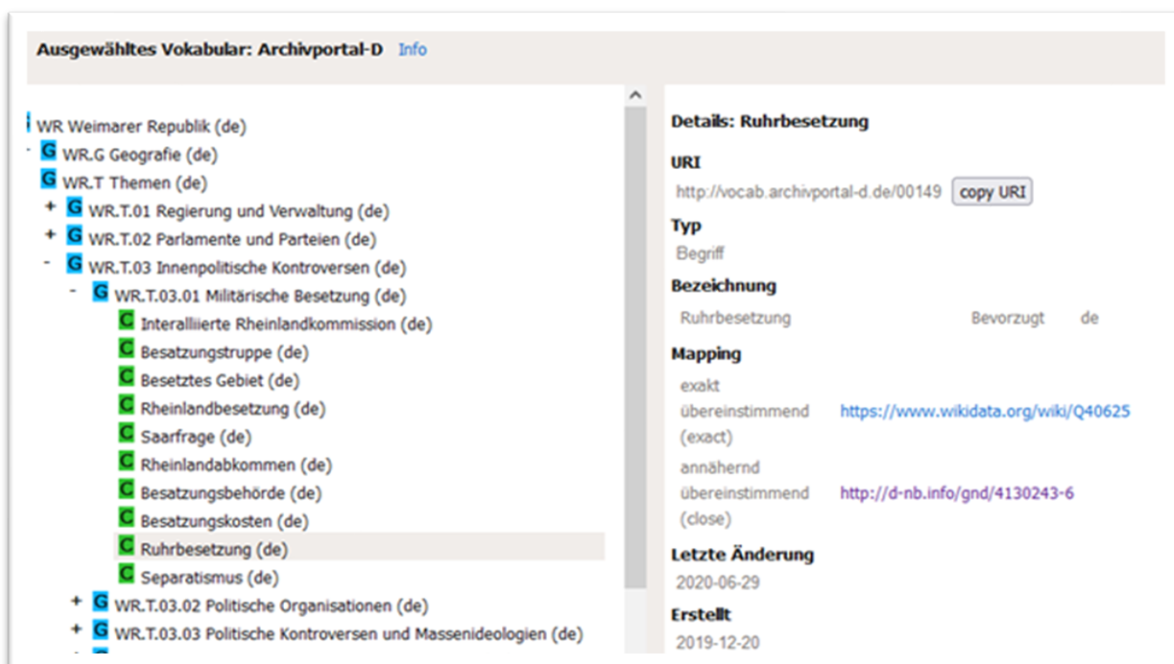 Ausgewähltes Vokabular: Archivportal-D Info
WR Weimarer Republik (de)
- G WR.G Geografie (de)
G WR.T Themen (de)
+ G WR.T.01 Regierung und Verwaltung (de)
+ G WR.T.02 Parlamente und Parteien (de)
- G WR.T.03 Innenpolitische Kontroversen (de)
- G WR.T.03.01 Militärische Besetzung (de)
C Interalliierte Rheinlandkommission (de)
C Besatzungstruppe (de)
C Besetztes Gebiet (de)
C Rheinlandbesetzung (de)
C Saarfrage (de)
C Rheinlandabkommen (de)
C Besatzungsbehörde (de)
C Besatzungskosten (de)
C Ruhrbesetzung (de)
C Separatismus (de)
+ G WR.T.03.02 Politische Organisationen (de)
+ G WR.T.03.03 Politische Kontroversen und Massenideologien (de)
Details: Ruhrbesetzung
URI
http://vocab.archivportal-d.de/00149 copy URI
Typ
Begriff
Bezeichnung
Ruhrbesetzung Bevorzugt de
Mapping
exakt
übereinstimmend https://www.wikidata.org/wiki/Q40625
(exact)
annähernd
übereinstimmend http://d-nb.info/gnd/4130243-6
(close)
Letzte Änderung
2020-06-29
Erstellt
2019-12-20